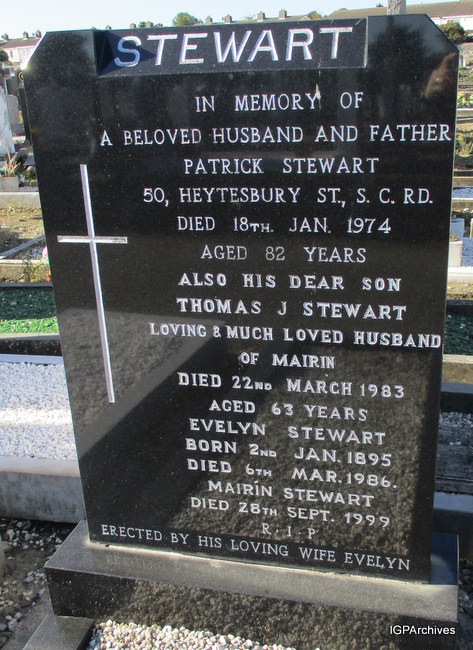 STEWART
IN MEMORY OF
A BELOVED HUSBAND AND FATHER
PATRICK STEWART
50, HEYTESBURY ST., S. C. RD.
DIED 18TH. JAN. 1974
AGED 82 YEARS
ALSO HIS DEAR SON
THOMAS J STEWART
LOVING & MUCH LOVED HUSBAND
OF MAIRIN
DIED 22ND MARCH 1983
AGED 63 YEARS
EVELYN STEWART
BORN 2ND JAN. 1895
DIED 6TH MAR. 1986.
MAIRÍN STEWART
DIED 28TH SEPT. 1999
R. I. P.
ERECTED BY HIS LOVING WIFE EVELYN
IGPArchives